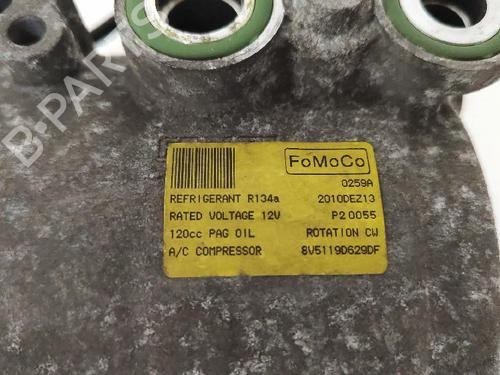 B-PARTS
FoMoCo
0259A
REFRIGERANT R134a 2010DEZ13
RATED VOLTAGE 12V P2 0055
120cc PAG OIL ROTATION CW
A/C COMPRESSOR 8V5119D629DF